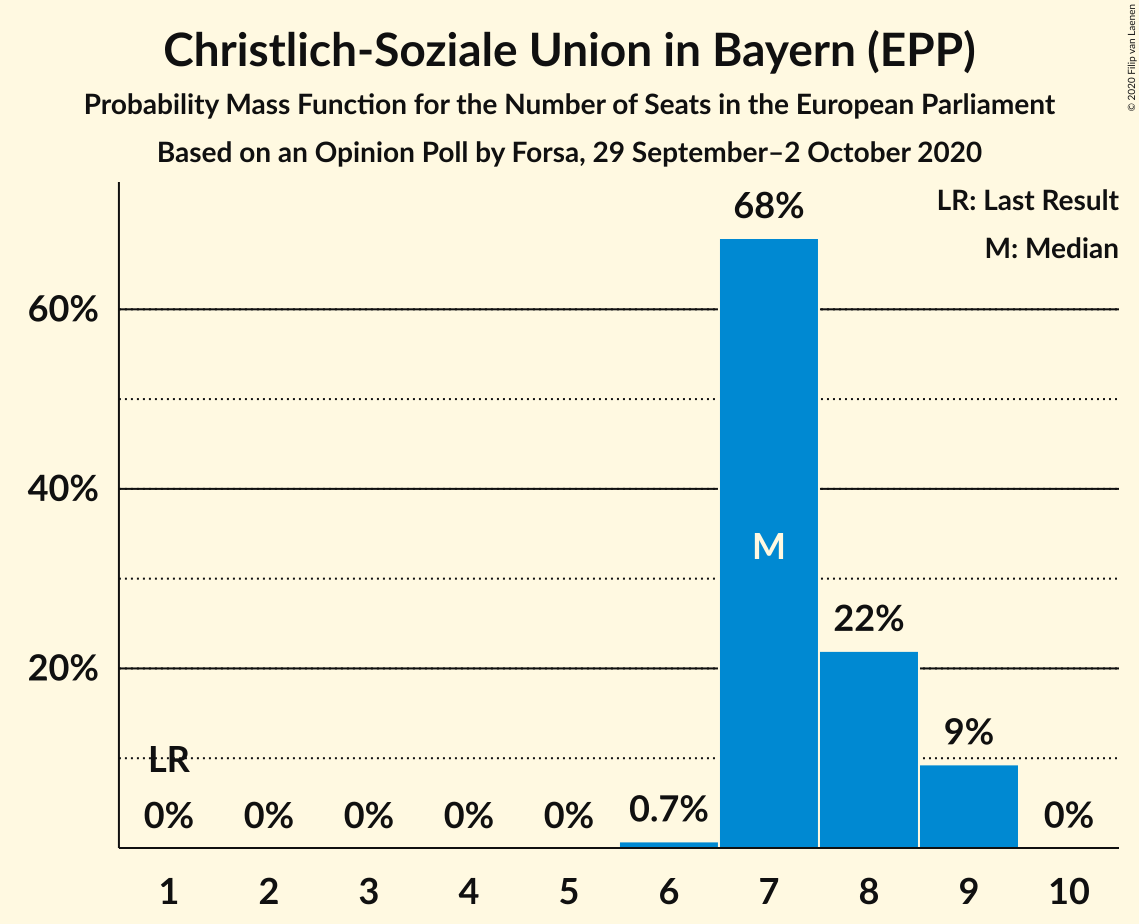 Christlich-Soziale Union in Bayern (EPP)
Probability Mass Function for the Number of Seats in the European Parliament
Based on an Opinion Poll by Forsa, 29 September–2 October 2020
© 2020 Filip van Laenen
LR: Last Result
M: Median
68%
60%
40%
M
22%
20%
9%
LR
0% 0% 0% 0% 0% 0.7% 0%
1 2 3 4 5 6 7 8 9 10